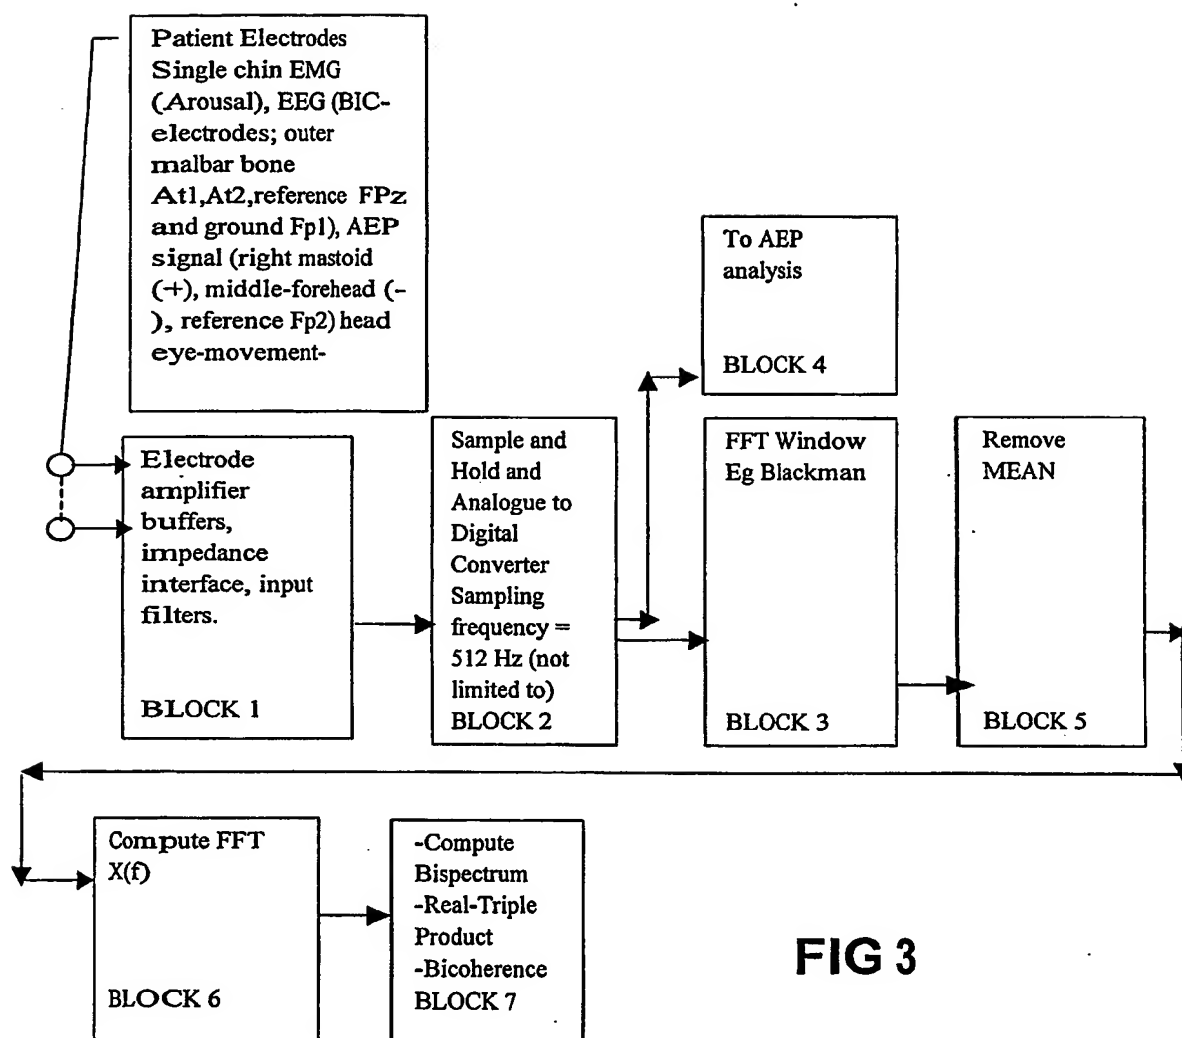 Patient Electrodes
Single chin EMG
(Arousal), EEG (BIC-
electrodes; outer
malbar bone
At1,At2,reference FPz
and ground Fp1), AEP
signal (right mastoid
(+), middle-forehead (-
), reference Fp2) head
eye-movement-
To AEP
analysis
BLOCK 4
Electrode
amplifier
buffers,
impedance
interface, input
filters.
BLOCK 1
Sample and
Hold and
Analogue to
Digital
Converter
Sampling
frequency =
512 Hz (not
limited to)
BLOCK 2
FFT Window
Eg Blackman
BLOCK 3
Remove
MEAN
BLOCK 5
Compute FFT
X(f)
BLOCK 6
-Compute
Bispectrum
-Real-Triple
Product
-Bicoherence
BLOCK 7
FIG 3